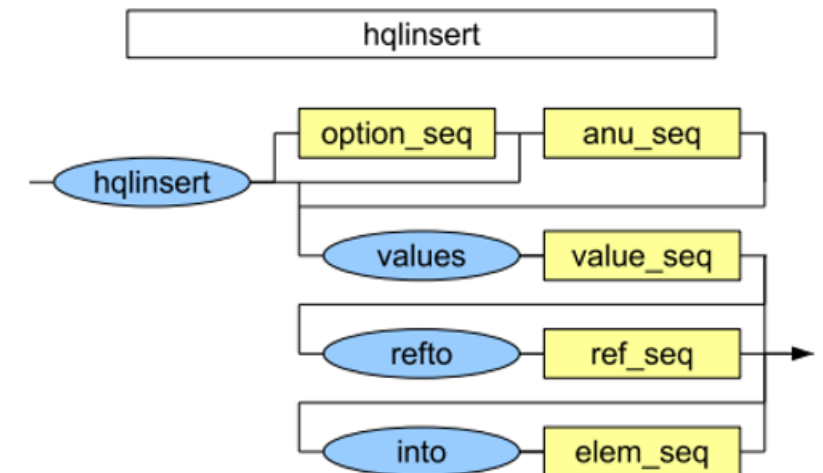 hqlinsert
option_seq anu_seq
hqlinsert
values value_seq
refto ref_seq
into elem_seq